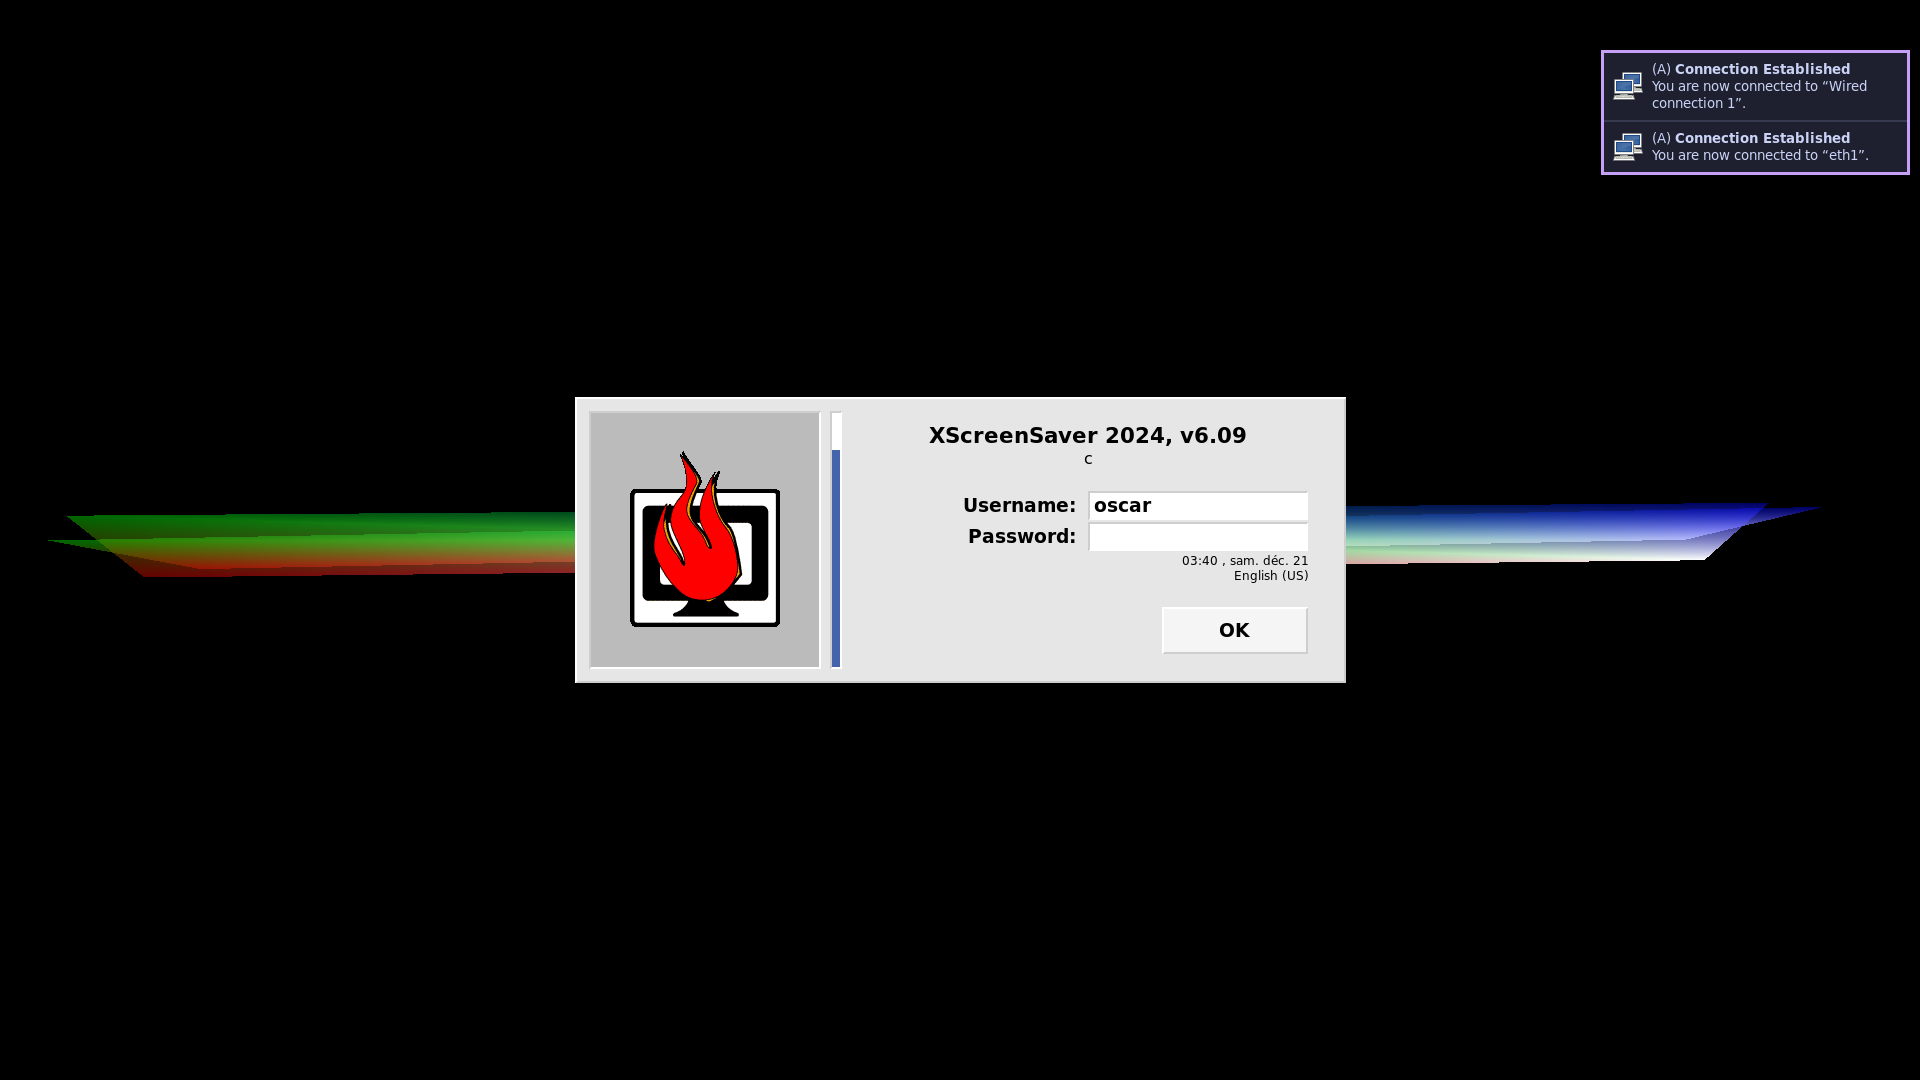 (A) Connection Established
You are now connected to “Wired
connection 1”.
(A) Connection Established
You are now connected to “eth1”.
XScreenSaver 2024, v6.09
c
Username: oscar
Password:
03:40 , sam. déc. 21
English (US)
OK